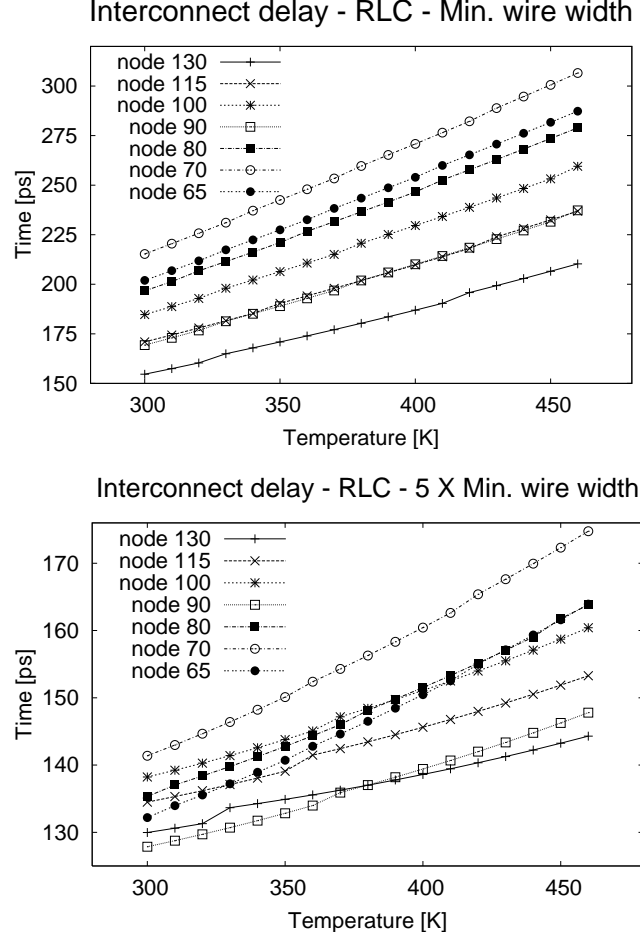 Interconnect delay - RLC - Min. wire width
node 130
node 115
node 100
node 90
node 80
node 70
node 65
300
275
250
225
200
175
150
Time [ps]
300
350
400
450
Temperature [K]
Interconnect delay - RLC - 5 X Min. wire width
node 130
node 115
node 100
node 90
node 80
node 70
node 65
170
160
150
140
130
Time [ps]
300
350
400
450
Temperature [K]